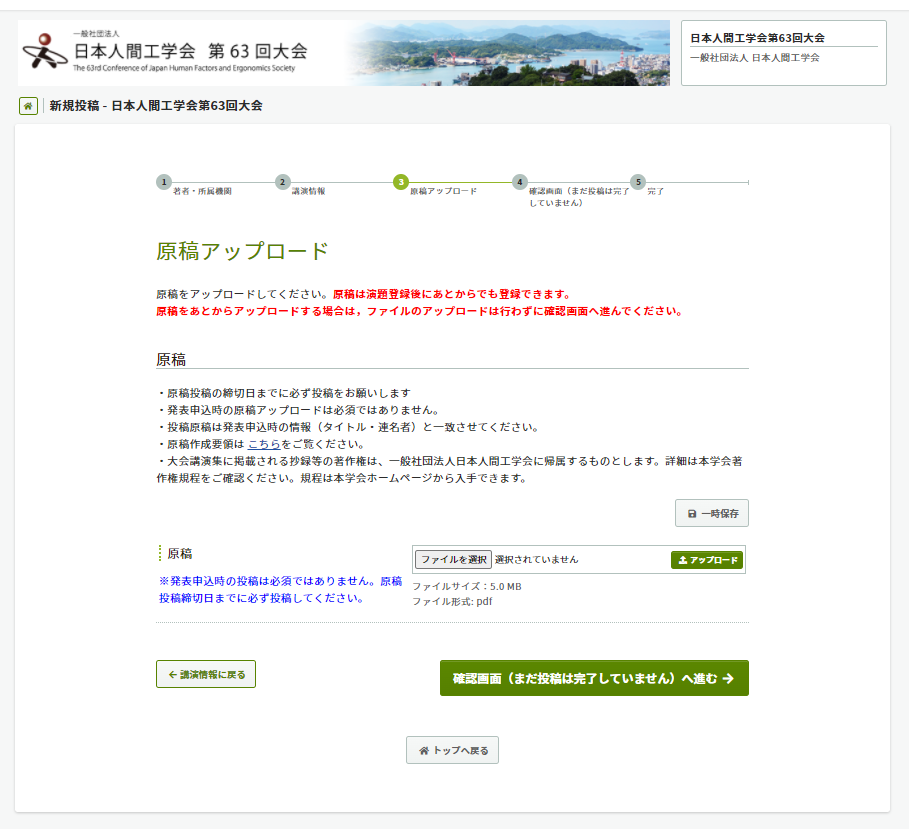 一般社団法人
日本人間工学会 第 63 回大会
The 63rd Conference of Japan Human Factors and Ergonomics Society
日本人間工学会第63回大会
一般社団法人 日本人間工学会
新規投稿 - 日本人間工学会第63回大会
1
著者・所属機関
2
講演情報
3
原稿アップロード
4
確認画面（まだ投稿は完了
していません）
5
完了
原稿アップロード
原稿をアップロードしてください。原稿は演題登録後にあとからでも登録できます。
原稿をあとからアップロードする場合は，ファイルのアップロードは行わずに確認画面へ進んでください。
原稿
・原稿投稿の締切日までに必ず投稿をお願いします
・発表申込時の原稿アップロードは必須ではありません。
・投稿原稿は発表申込時の情報（タイトル・連名者）と一致させてください。
・原稿作成要領は こちらをご覧ください。
・大会講演集に掲載される抄録等の著作権は、一般社団法人日本人間工学会に帰属するものとします。詳細は本学会著
作権規程をご確認ください。規程は本学会ホームページから入手できます。
一時保存
原稿
※発表申込時の投稿は必須ではありません。原稿
投稿締切日までに必ず投稿してください。
ファイルを選択 選択されていません
アップロード
ファイルサイズ：5.0 MB
ファイル形式: pdf
← 講演情報に戻る
確認画面（まだ投稿は完了していません）へ進む →
トップへ戻る